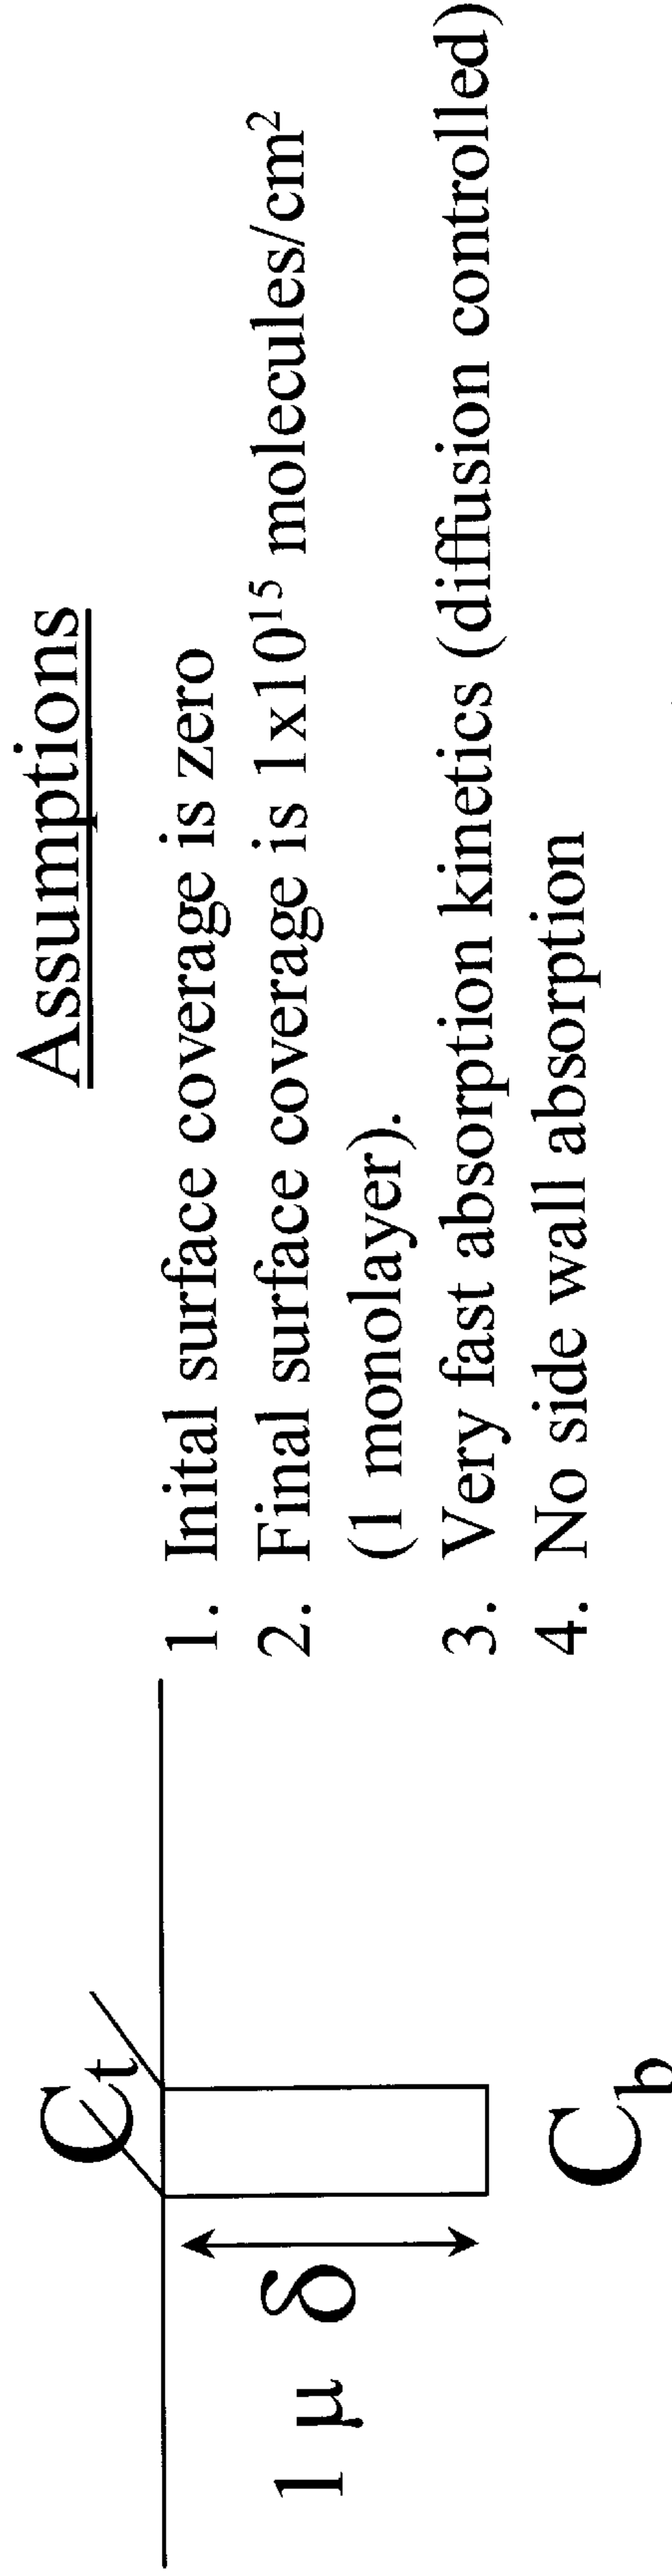 Assumptions
C_t
1 μ δ
C_b
1. Inital surface coverage is zero
2. Final surface coverage is 1x10¹⁵ molecules/cm²
(1 monolayer).
3. Very fast absorption kinetics (diffusion controlled)
4. No side wall absorption